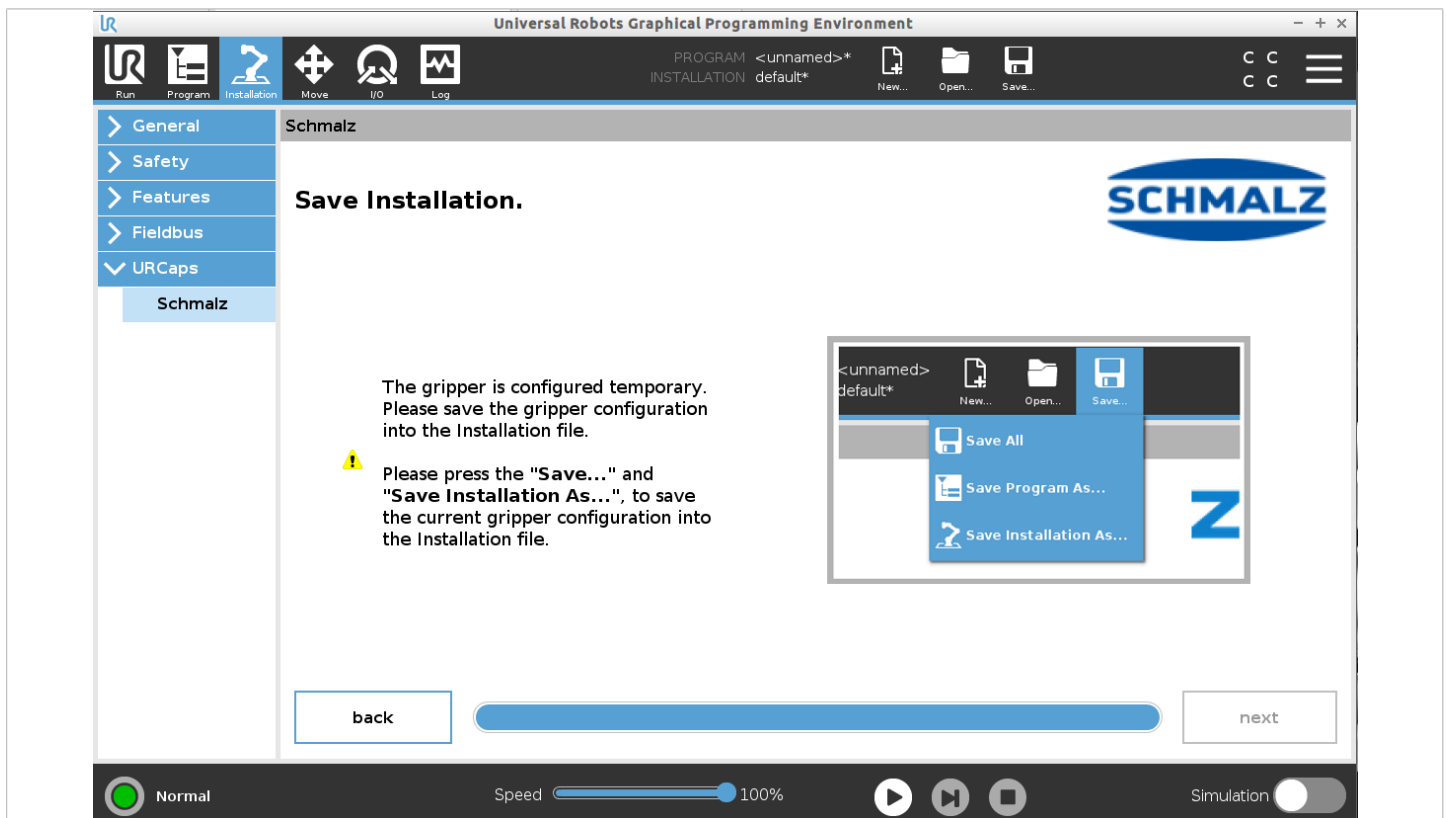 UR
Universal Robots Graphical Programming Environment
UR
Run
Program
Installation
Move
I/O
Log
PROGRAM <unnamed>*
INSTALLATION default*
New...
Open...
Save...
C C
C C
General
Safety
Features
Fieldbus
URCaps
Schmalz
Schmalz
Save Installation.
SCHMALZ
The gripper is configured temporary.
Please save the gripper configuration
into the Installation file.
Please press the "Save..." and
"Save Installation As...", to save
the current gripper configuration into
the Installation file.
<unnamed>
default*
New...
Open...
Save...
Save All
Save Program As...
Save Installation As...
Z
back
next
Normal
Speed
100%
Simulation